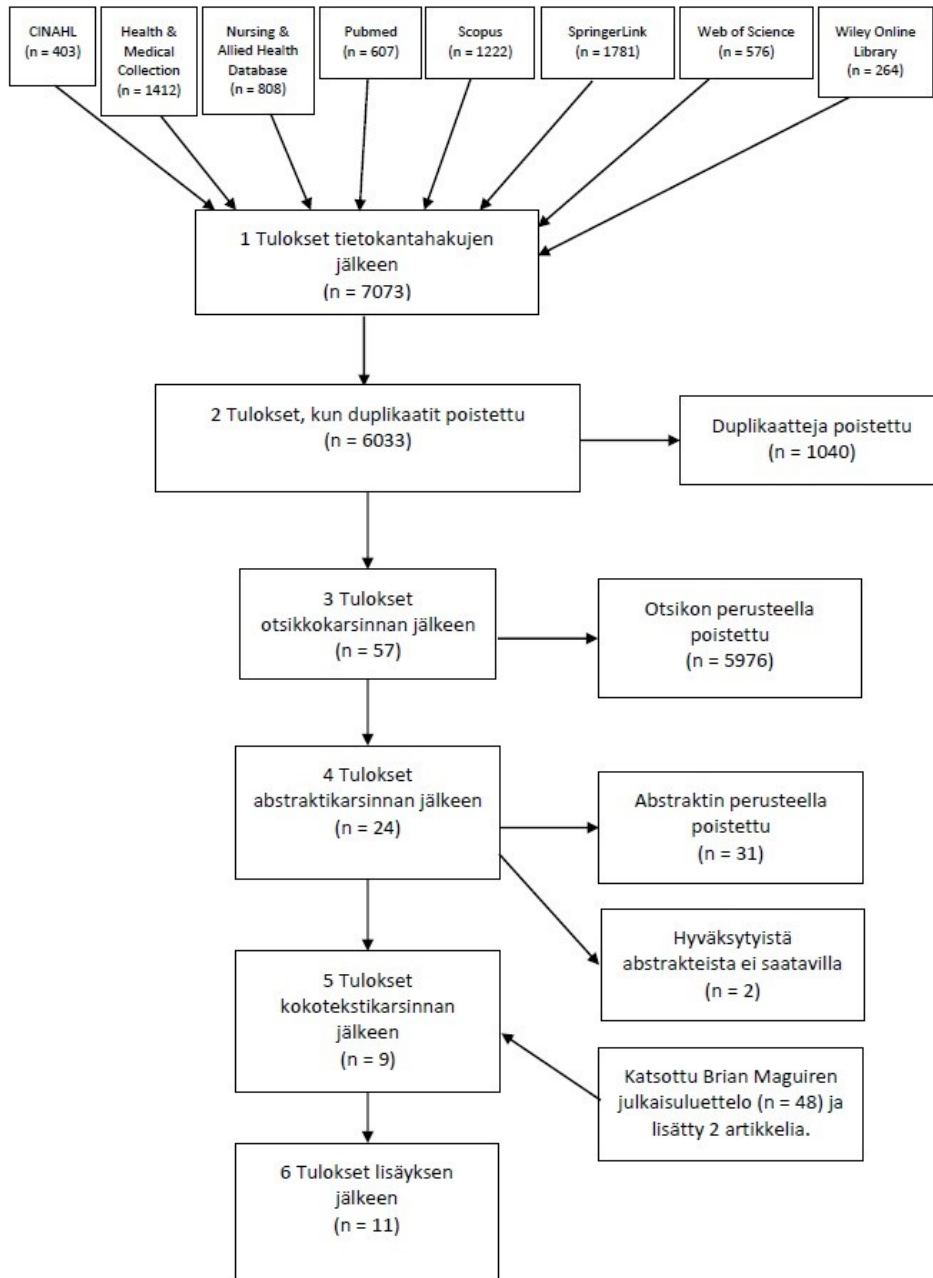 CINAHL
(n = 403)
Health &
Medical
Collection
(n = 1412)
Nursing &
Allied Health
Database
(n = 808)
Pubmed
(n = 607)
Scopus
(n = 1222)
SpringerLink
(n = 1781)
Web of Science
(n = 576)
Wiley Online
Library
(n = 264)
1 Tulokset tietokantahakujen
jälkeen
(n = 7073)
2 Tulokset, kun duplikaatit poistettu
(n = 6033)
Duplikaatteja poistettu
(n = 1040)
3 Tulokset
otsikkokarsinnan jälkeen
(n = 57)
Otsikon perusteella
poistettu
(n = 5976)
4 Tulokset
abstraktikarsinnan jälkeen
(n = 24)
Abstraktin perusteella
poistettu
(n = 31)
Hyväksytyistä
abstrakteista ei saatavilla
(n = 2)
5 Tulokset
kokotekstikarsinnan
jälkeen
(n = 9)
Katsottu Brian Maguiren
julkaisuluettelo (n = 48) ja
lisätty 2 artikkelia.
6 Tulokset lisäyksen
jälkeen
(n = 11)